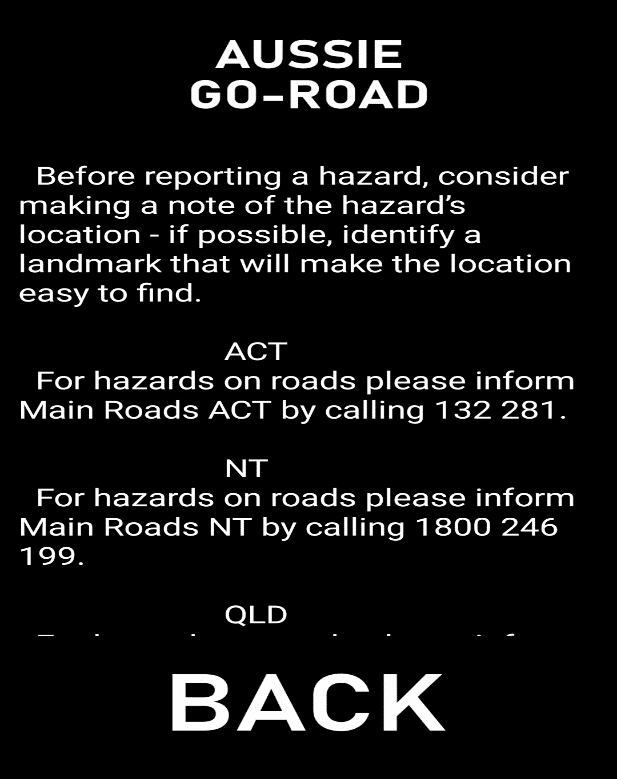 AUSSIE
GO-ROAD
Before reporting a hazard, consider
making a note of the hazard’s
location - if possible, identify a
landmark that will make the location
easy to find.
ACT
For hazards on roads please inform
Main Roads ACT by calling 132 281.
NT
For hazards on roads please inform
Main Roads NT by calling 1800 246
199.
QLD
BACK